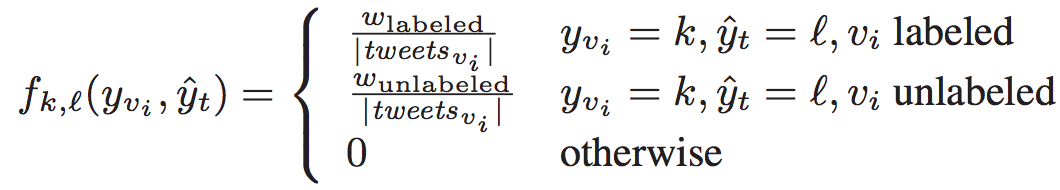 w_labeled / |tweets_{v_i}| y_{v_i} = k, ŷ_t = ℓ, v_i labeled
f_{k,ℓ}(y_{v_i}, ŷ_t) = { w_unlabeled / |tweets_{v_i}| y_{v_i} = k, ŷ_t = ℓ, v_i unlabeled
0 otherwise